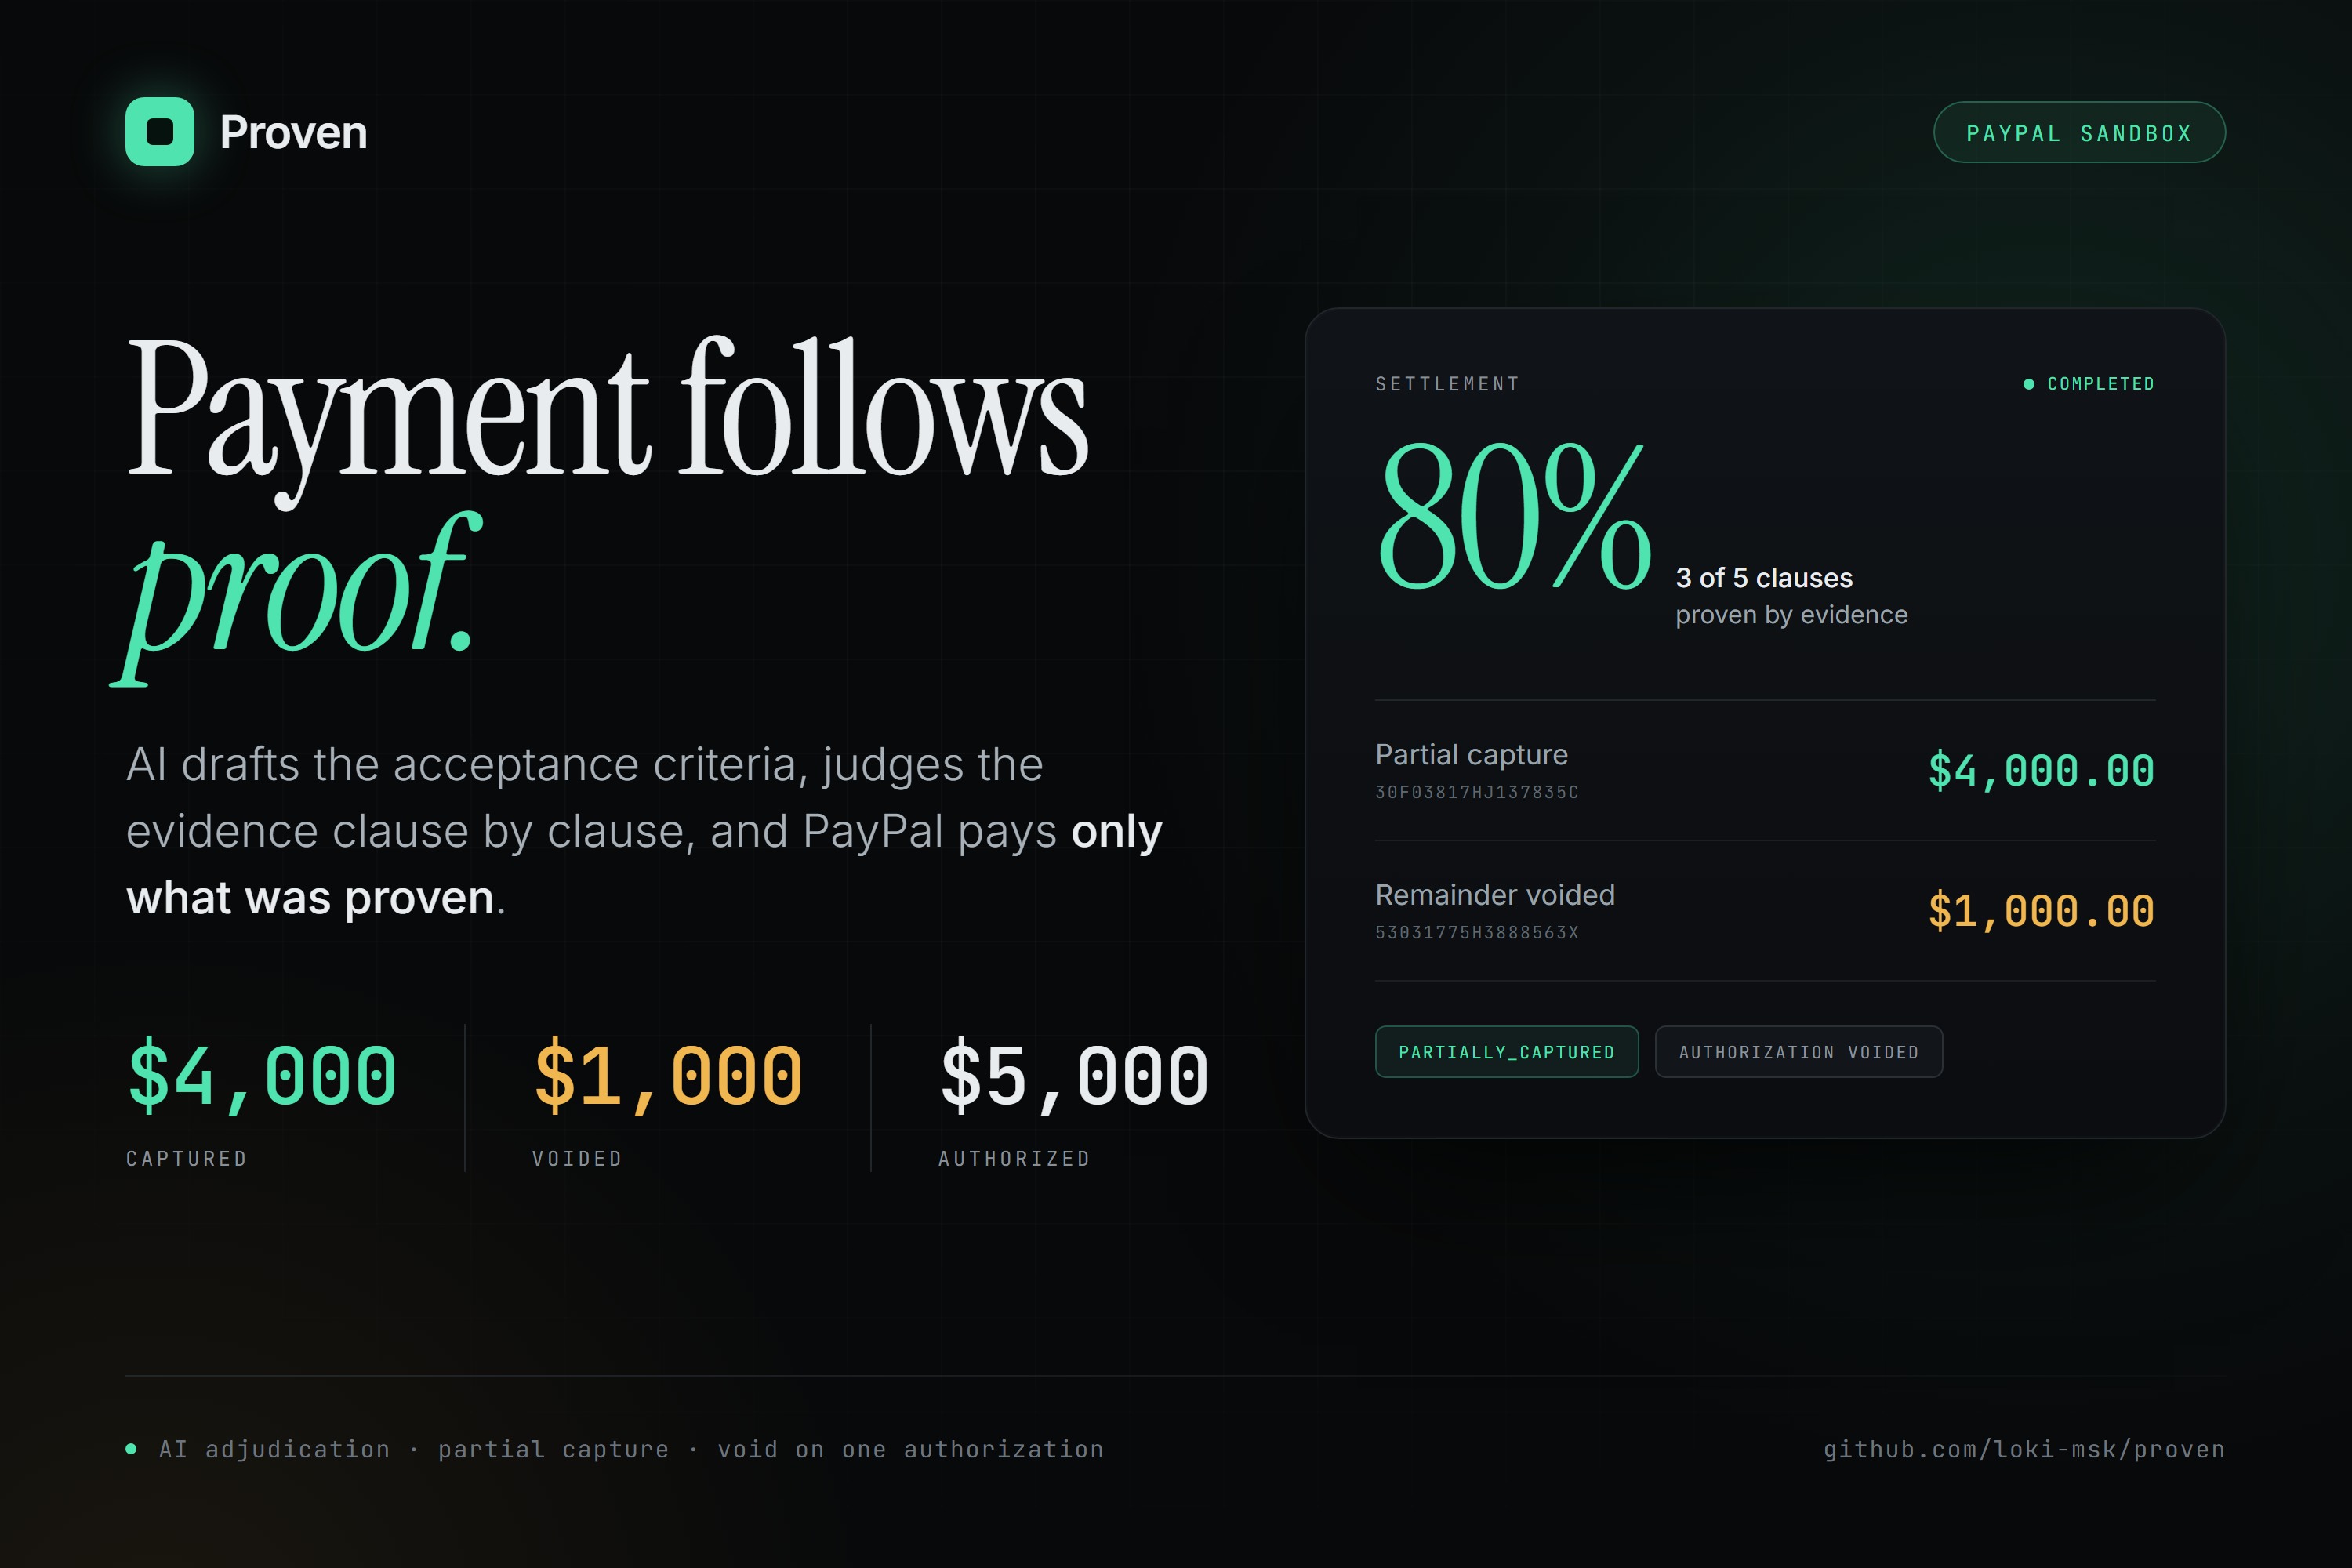 Proven
PAYPAL SANDBOX
Payment follows
proof.
AI drafts the acceptance criteria, judges the
evidence clause by clause, and PayPal pays only
what was proven.
$4,000
CAPTURED
$1,000
VOIDED
$5,000
AUTHORIZED
SETTLEMENT
COMPLETED
80%
3 of 5 clauses
proven by evidence
Partial capture
$4,000.00
30F03817HJ137835C
Remainder voided
$1,000.00
53031775H3888563X
PARTIALLY_CAPTURED
AUTHORIZATION VOIDED
AI adjudication · partial capture · void on one authorization
github.com/loki-msk/proven